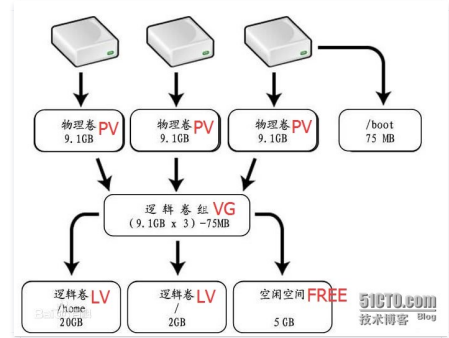 物理卷PV
9.1GB
物理卷PV
9.1GB
物理卷PV
9.1GB
/boot
75 MB
逻辑卷组VG
(9.1GB x 3)-75MB
逻辑卷LV
/home
20GB
逻辑卷LV
/
2GB
空闲空间FREE
5GB
51CTO.com
技术博客 Blog